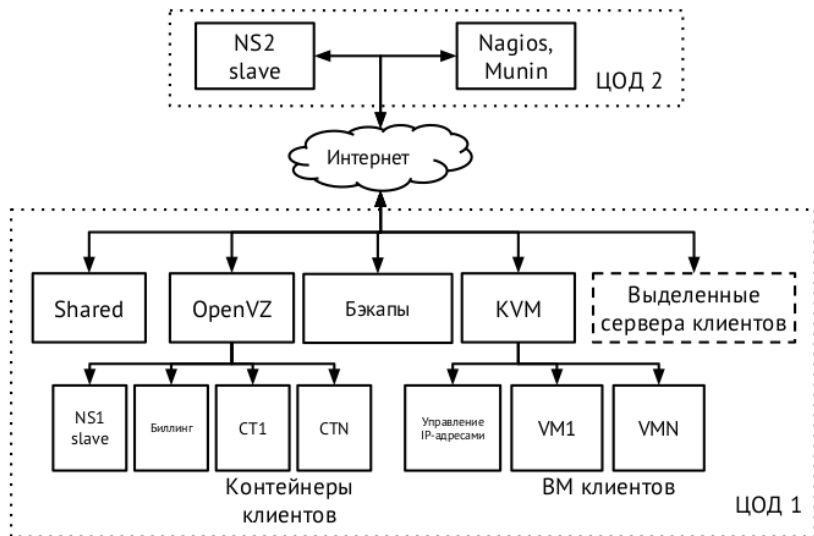 NS2
slave
Nagios,
Munin
ЦОД 2
Интернет
Shared
OpenVZ
Бэкапы
KVM
Выделенные
сервера клиентов
NS1
slave
Биллинг
CT1
CTN
Управление
IP-адресами
VM1
VMN
Контейнеры
клиентов
ВМ клиентов
ЦОД 1